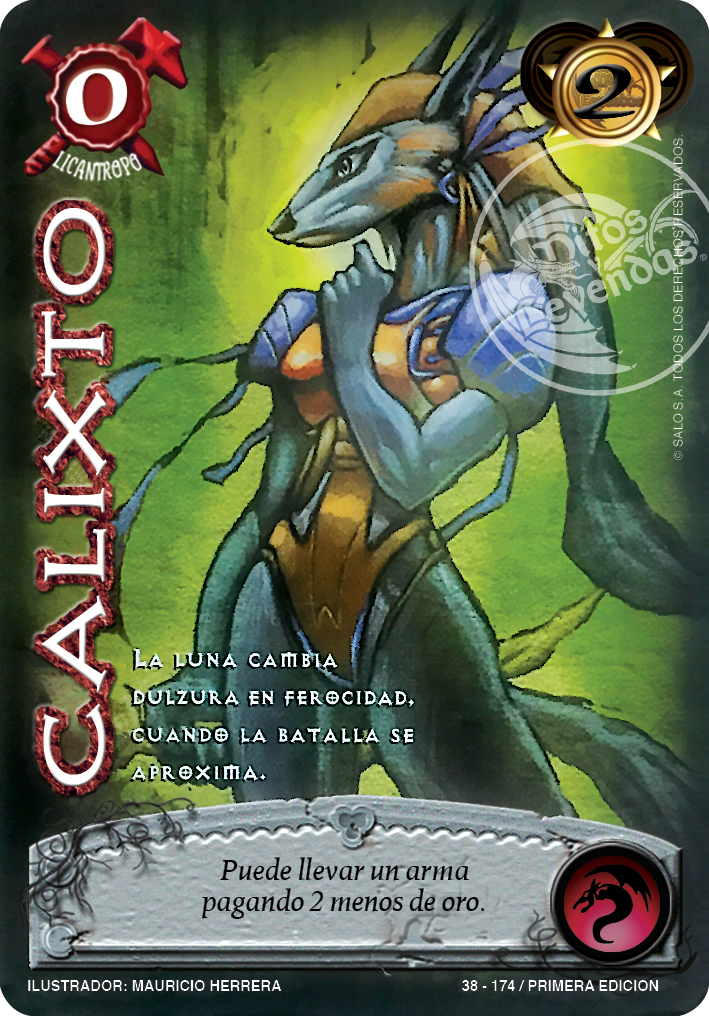 0
LICANTROPO
2
Mitos
Leyendas
®
© SALO S.A. TODOS LOS DERECHOS RESERVADOS.
CALIXTO
La luna cambia
dulzura en ferocidad,
cuando la batalla se
aproxima.
Puede llevar un arma
pagando 2 menos de oro.
ILUSTRADOR: MAURICIO HERRERA
38 - 174 / PRIMERA EDICION